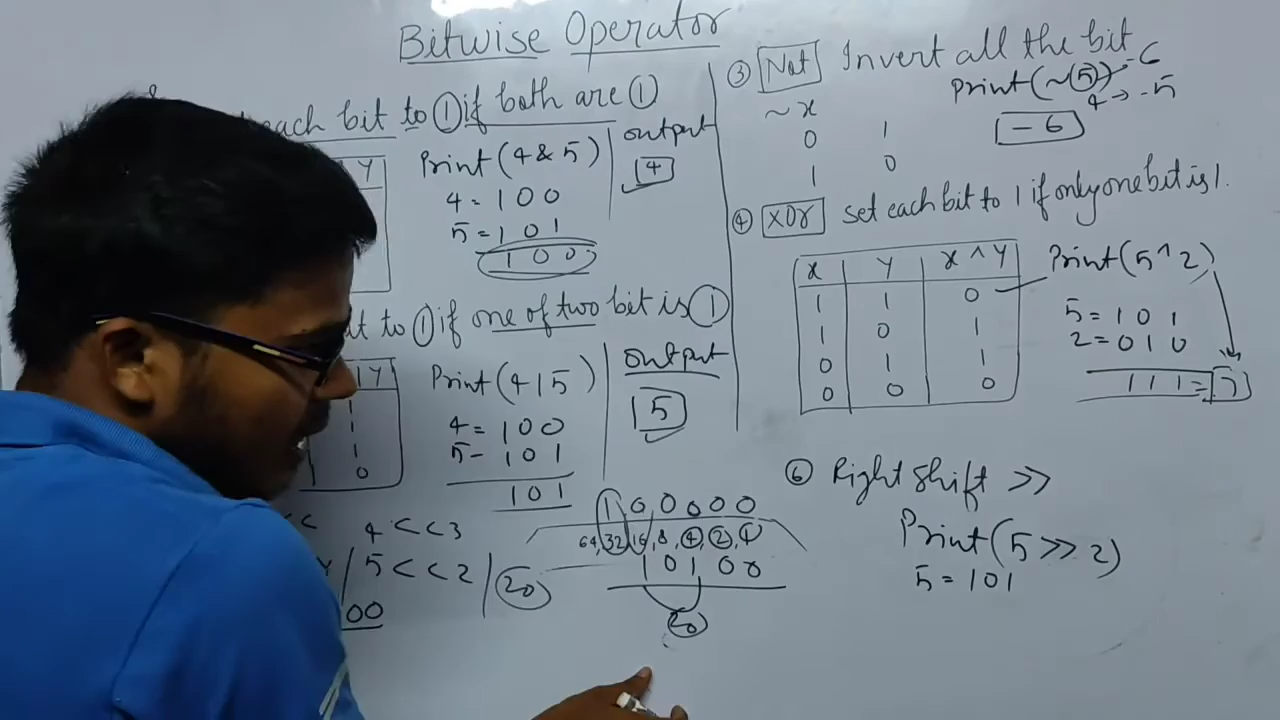 Bitwise Operator
each bit to ① if both are ①
Y
Print(4 & 5)
4 = 1 0 0
5 = 1 0 1
1 0 0
output
4
t to ① if one of two bit is ①
Y
1
1
1
0
Print(4 | 5)
4 = 1 0 0
5 - 1 0 1
1 0 1
output
5
<< 4 << 3
5 << 2 | 20
00
1 0 0 0 0 0
64, 32, 16, 8, 4, 2, 1
1 0 1 0 0
20
③ Not Invert all the bit
~ x
0 1
1 0
Print(~(5)) -6
4 → -5
-6
④ XOr set each bit to 1 if only one bit is 1.
X Y X ^ Y
1 1 0
1 0 1
0 1 1
0 0 0
Print(5 ^ 2)
5 = 1 0 1
2 = 0 1 0
1 1 1 = 7
⑥ Right Shift >>
Print(5 >> 2)
5 = 101